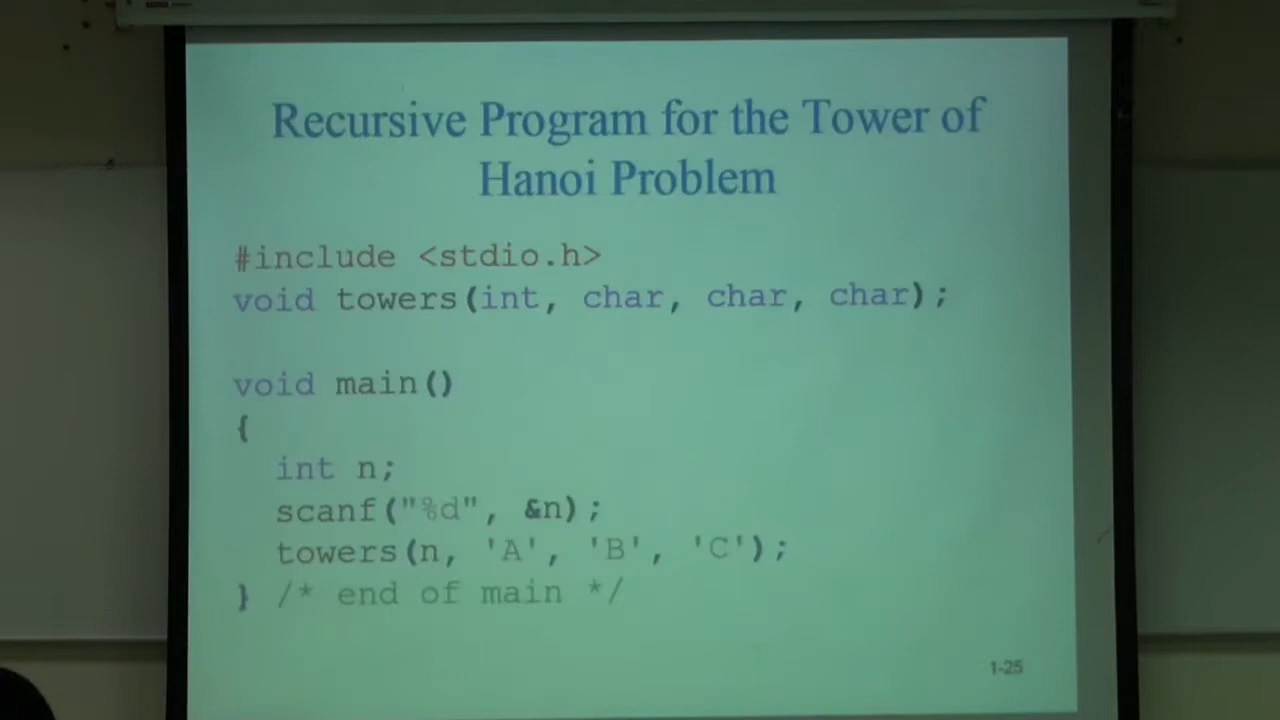 Recursive Program for the Tower of
Hanoi Problem
#include <stdio.h>
void towers(int, char, char, char);
void main()
{
int n;
scanf("%d", &n);
towers(n, 'A', 'B', 'C');
} /* end of main */
1-25